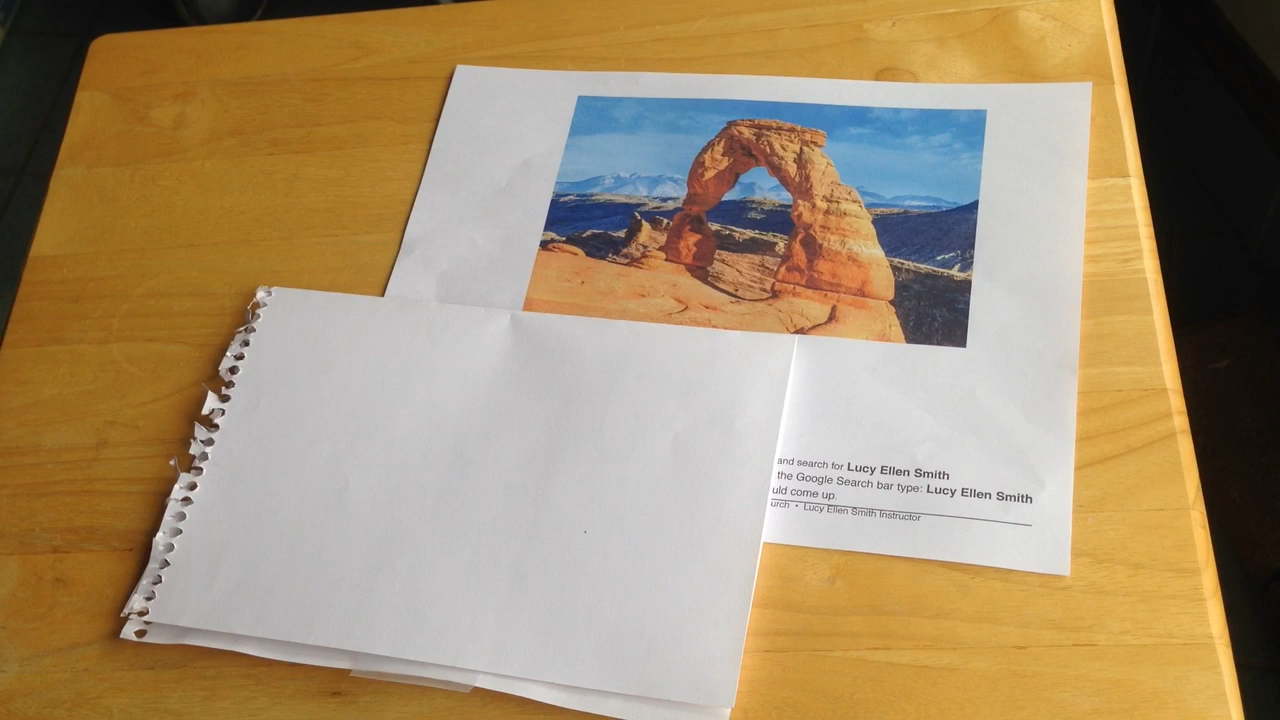 and search for Lucy Ellen Smith
the Google Search bar type: Lucy Ellen Smith
uld come up.
urch • Lucy Ellen Smith Instructor